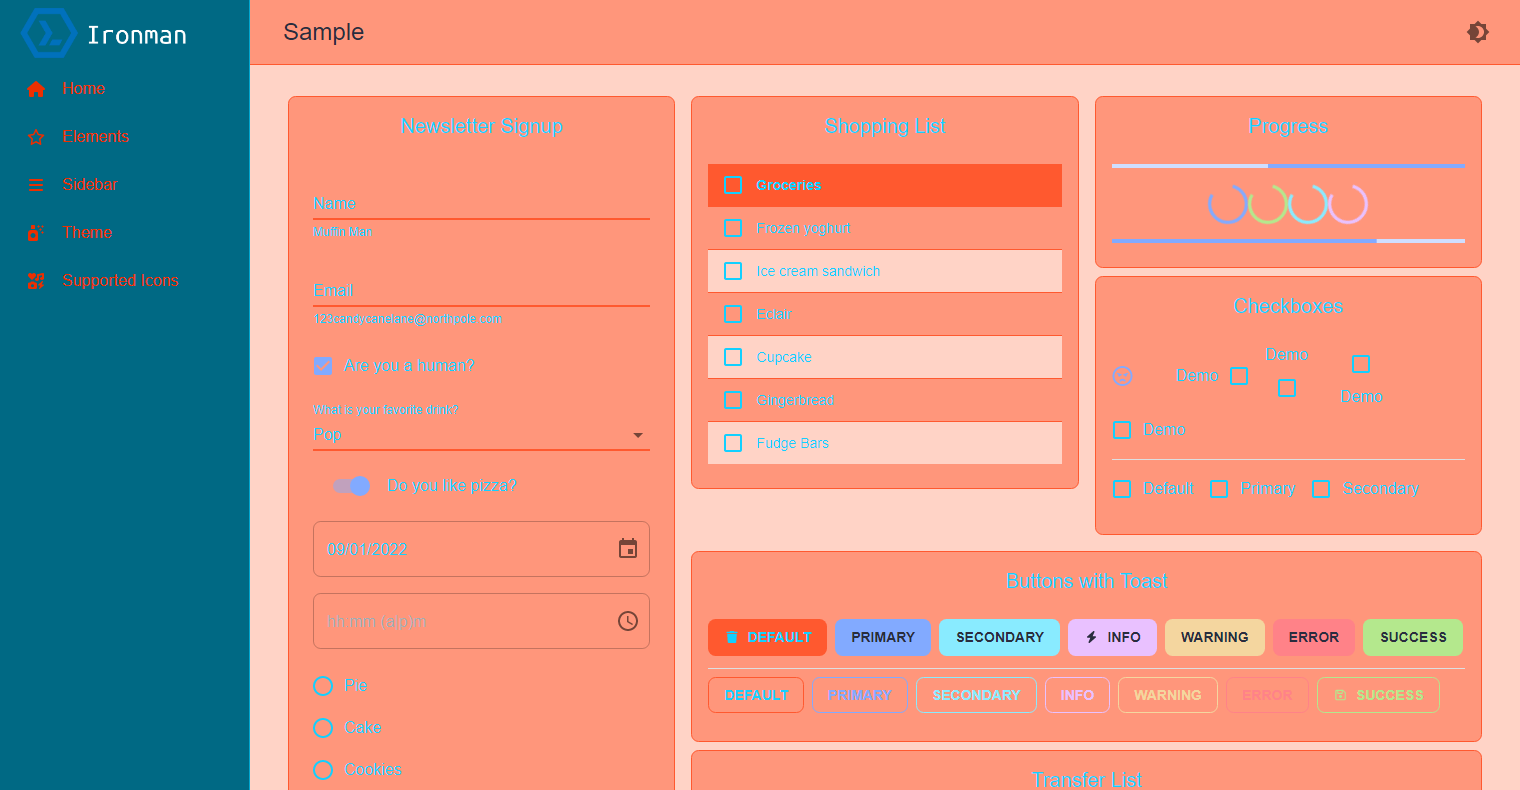 Ironman
Home
Elements
Sidebar
Theme
Supported Icons
Sample
Newsletter Signup
Name
Muffin Man
Email
123candycanelane@northpole.com
Are you a human?
What is your favorite drink?
Pop
Do you like pizza?
09/01/2022
hh:mm (a|p)m
Pie
Cake
Cookies
Shopping List
Groceries
Frozen yoghurt
Ice cream sandwich
Eclair
Cupcake
Gingerbread
Fudge Bars
Progress
Checkboxes
Demo
Demo
Demo
Demo
Default Primary Secondary
Buttons with Toast
DEFAULT PRIMARY SECONDARY INFO WARNING ERROR SUCCESS
DEFAULT PRIMARY SECONDARY INFO WARNING ERROR SUCCESS
Transfer List